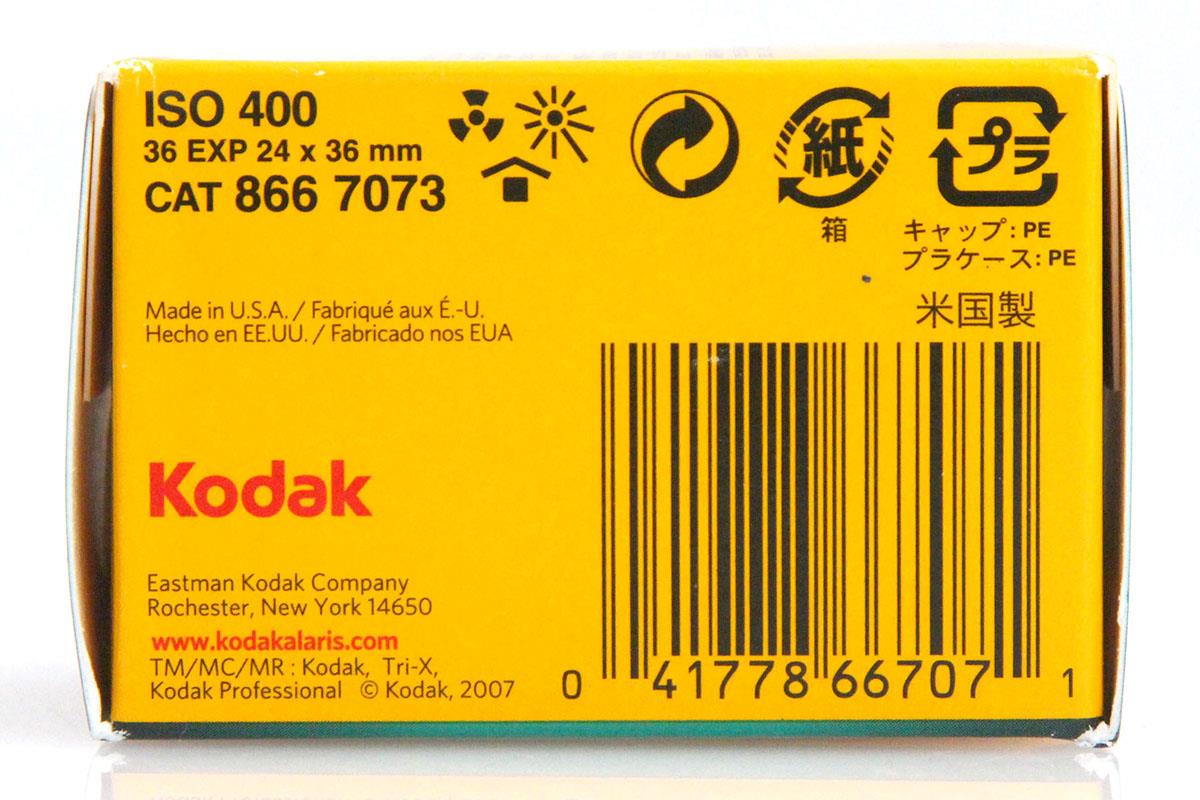 ISO 400
36 EXP 24 x 36 mm
CAT 866 7073
紙
プラ
箱
キャップ: PE
プラケース: PE
米国製
Made in U.S.A. / Fabriqué aux É.-U.
Hecho en EE.UU. / Fabricado nos EUA
Kodak
Eastman Kodak Company
Rochester, New York 14650
www.kodakalaris.com
TM/MC/MR : Kodak, Tri-X,
Kodak Professional © Kodak, 2007
0 41778 66707 1